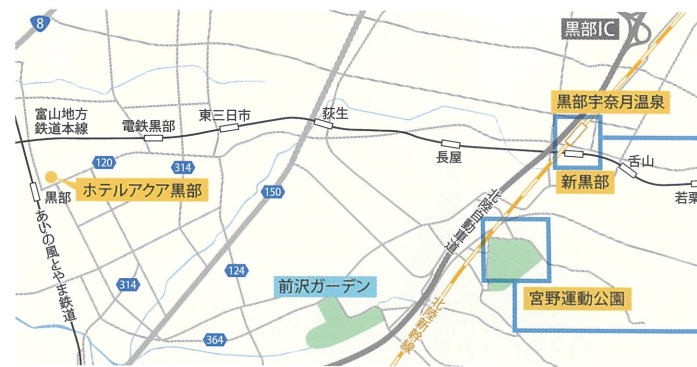 8
黒部IC
黒部宇奈月温泉
富山地方
鉄道本線
電鉄黒部
東三日市
荻生
長屋
新黒部
舌山
若栗
120
314
黒部
ホテルアクア黒部
150
北陸自動車道
あいの風とやま鉄道
314
124
前沢ガーデン
宮野運動公園
364
北陸新幹線